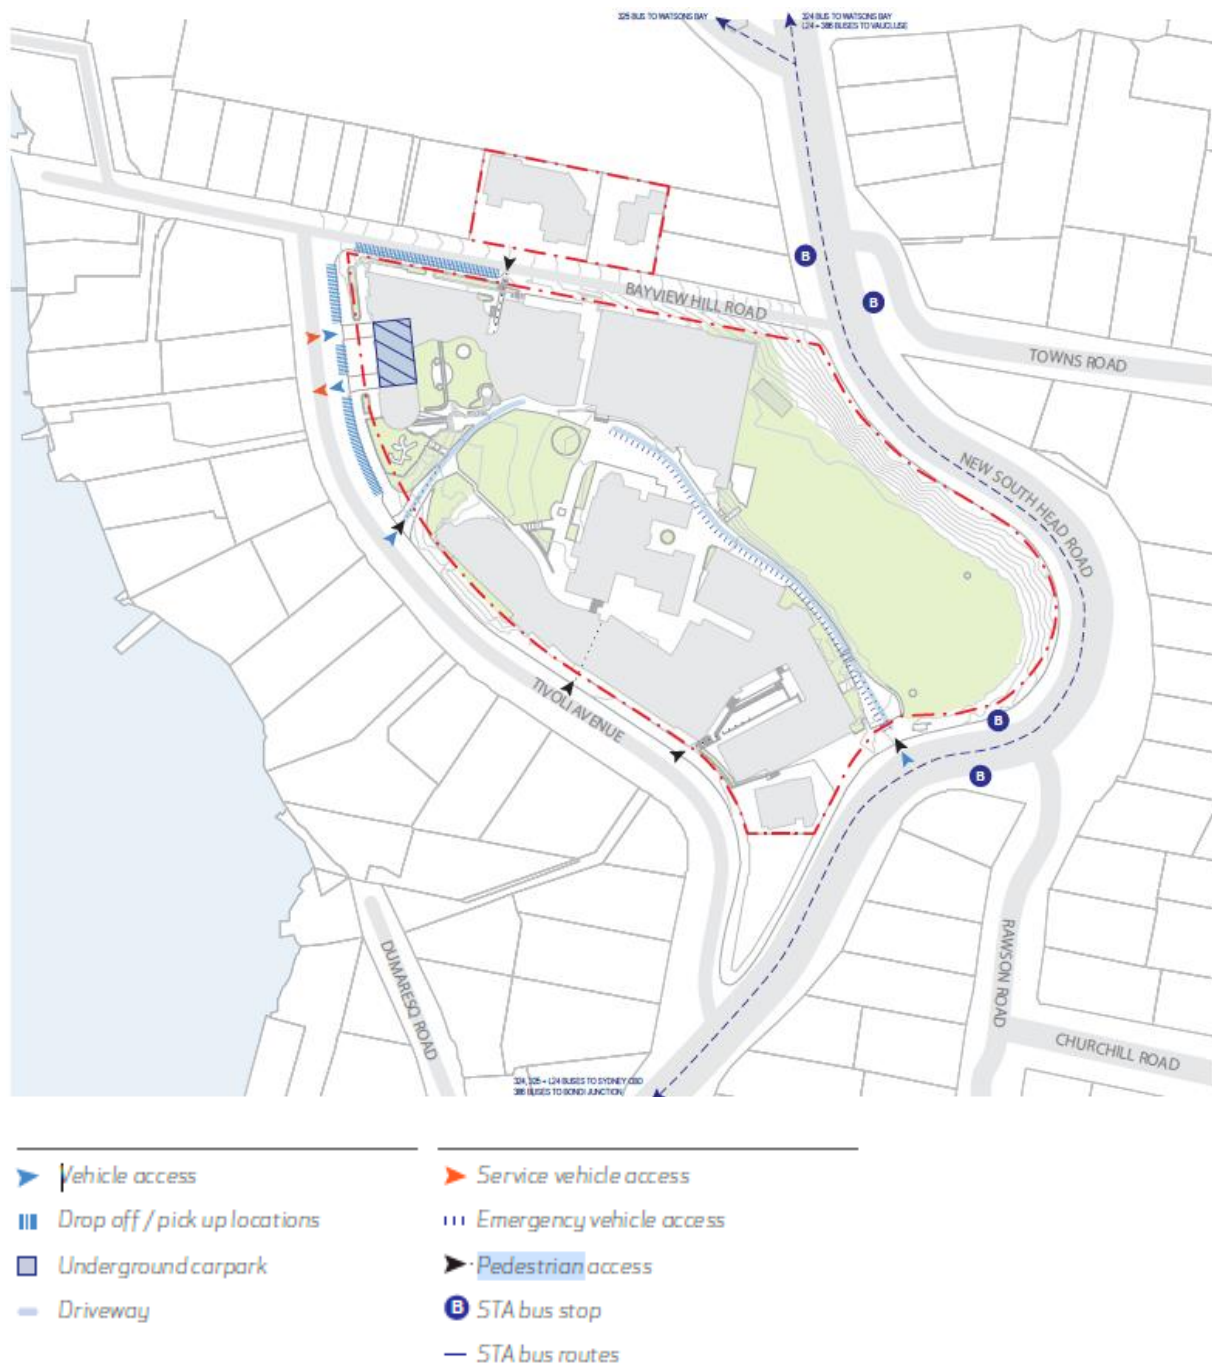 325 BUS TO WATSONS BAY
324 BUS TO WATSONS BAY
L24 + 386 BUSES TO VAUCLUSE
B
BAYVIEW HILL ROAD
B
TOWNS ROAD
NEW SOUTH HEAD ROAD
TIVOLI AVENUE
B
B
DUMARESQ ROAD
RAWSON ROAD
CHURCHILL ROAD
324, 325 + L24 BUSES TO SYDNEY CBD
386 BUSES TO BONDI JUNCTION
Vehicle access
Drop off / pick up locations
Underground carpark
Driveway
Service vehicle access
Emergency vehicle access
Pedestrian access
B STA bus stop
STA bus routes